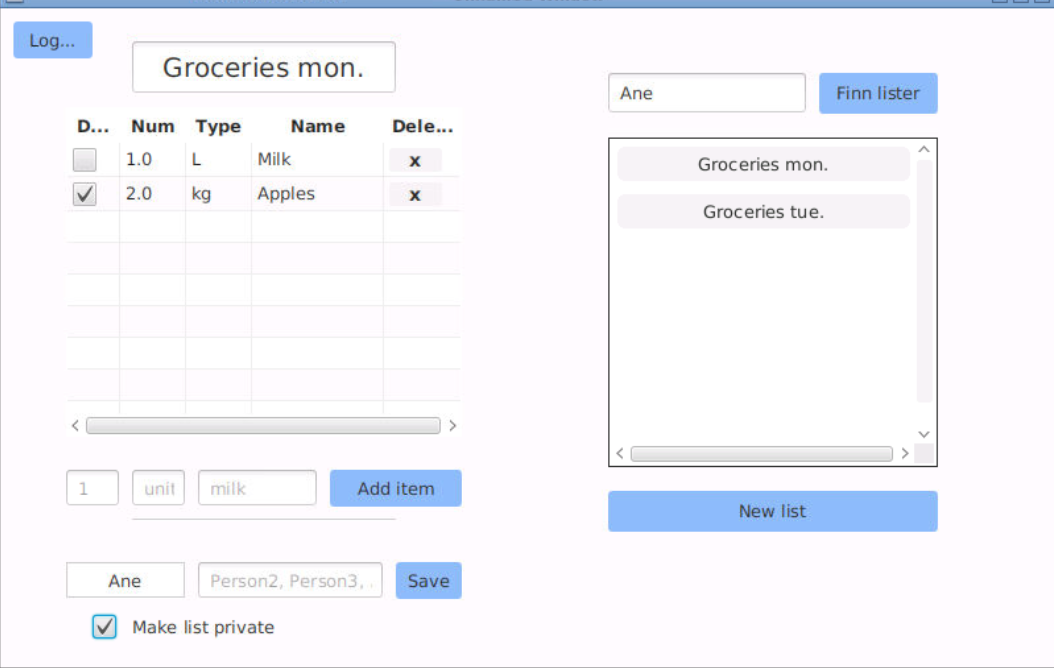 Log...
Groceries mon.
D... Num Type Name Dele...
1.0 L Milk x
2.0 kg Apples x
1 unit milk Add item
Ane Person2, Person3, . Save
Make list private
Ane Finn lister
Groceries mon.
Groceries tue.
New list